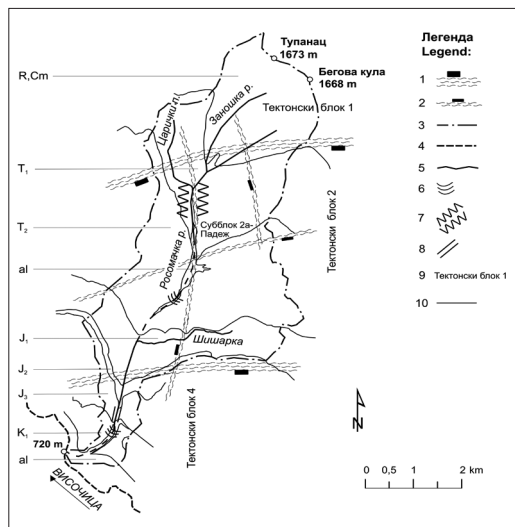 Тупанац
1673 m
Бегова кула
1668 m
R,Cm
Царички п.
Заношка р.
Тектонски блок 1
T₁
Тектонски блок 2
T₂
Росомачка р.
Субблок 2а-
Падеж
al
J₁
Шишарка
J₂
J₃
Тектонски блок 4
K₁
720 m
al
ВИСОЧИЦА
Легенда
Legend:
1
2
3
4
5
6
7
8
9 Тектонски блок 1
10
N
0 0,5 1 2 km